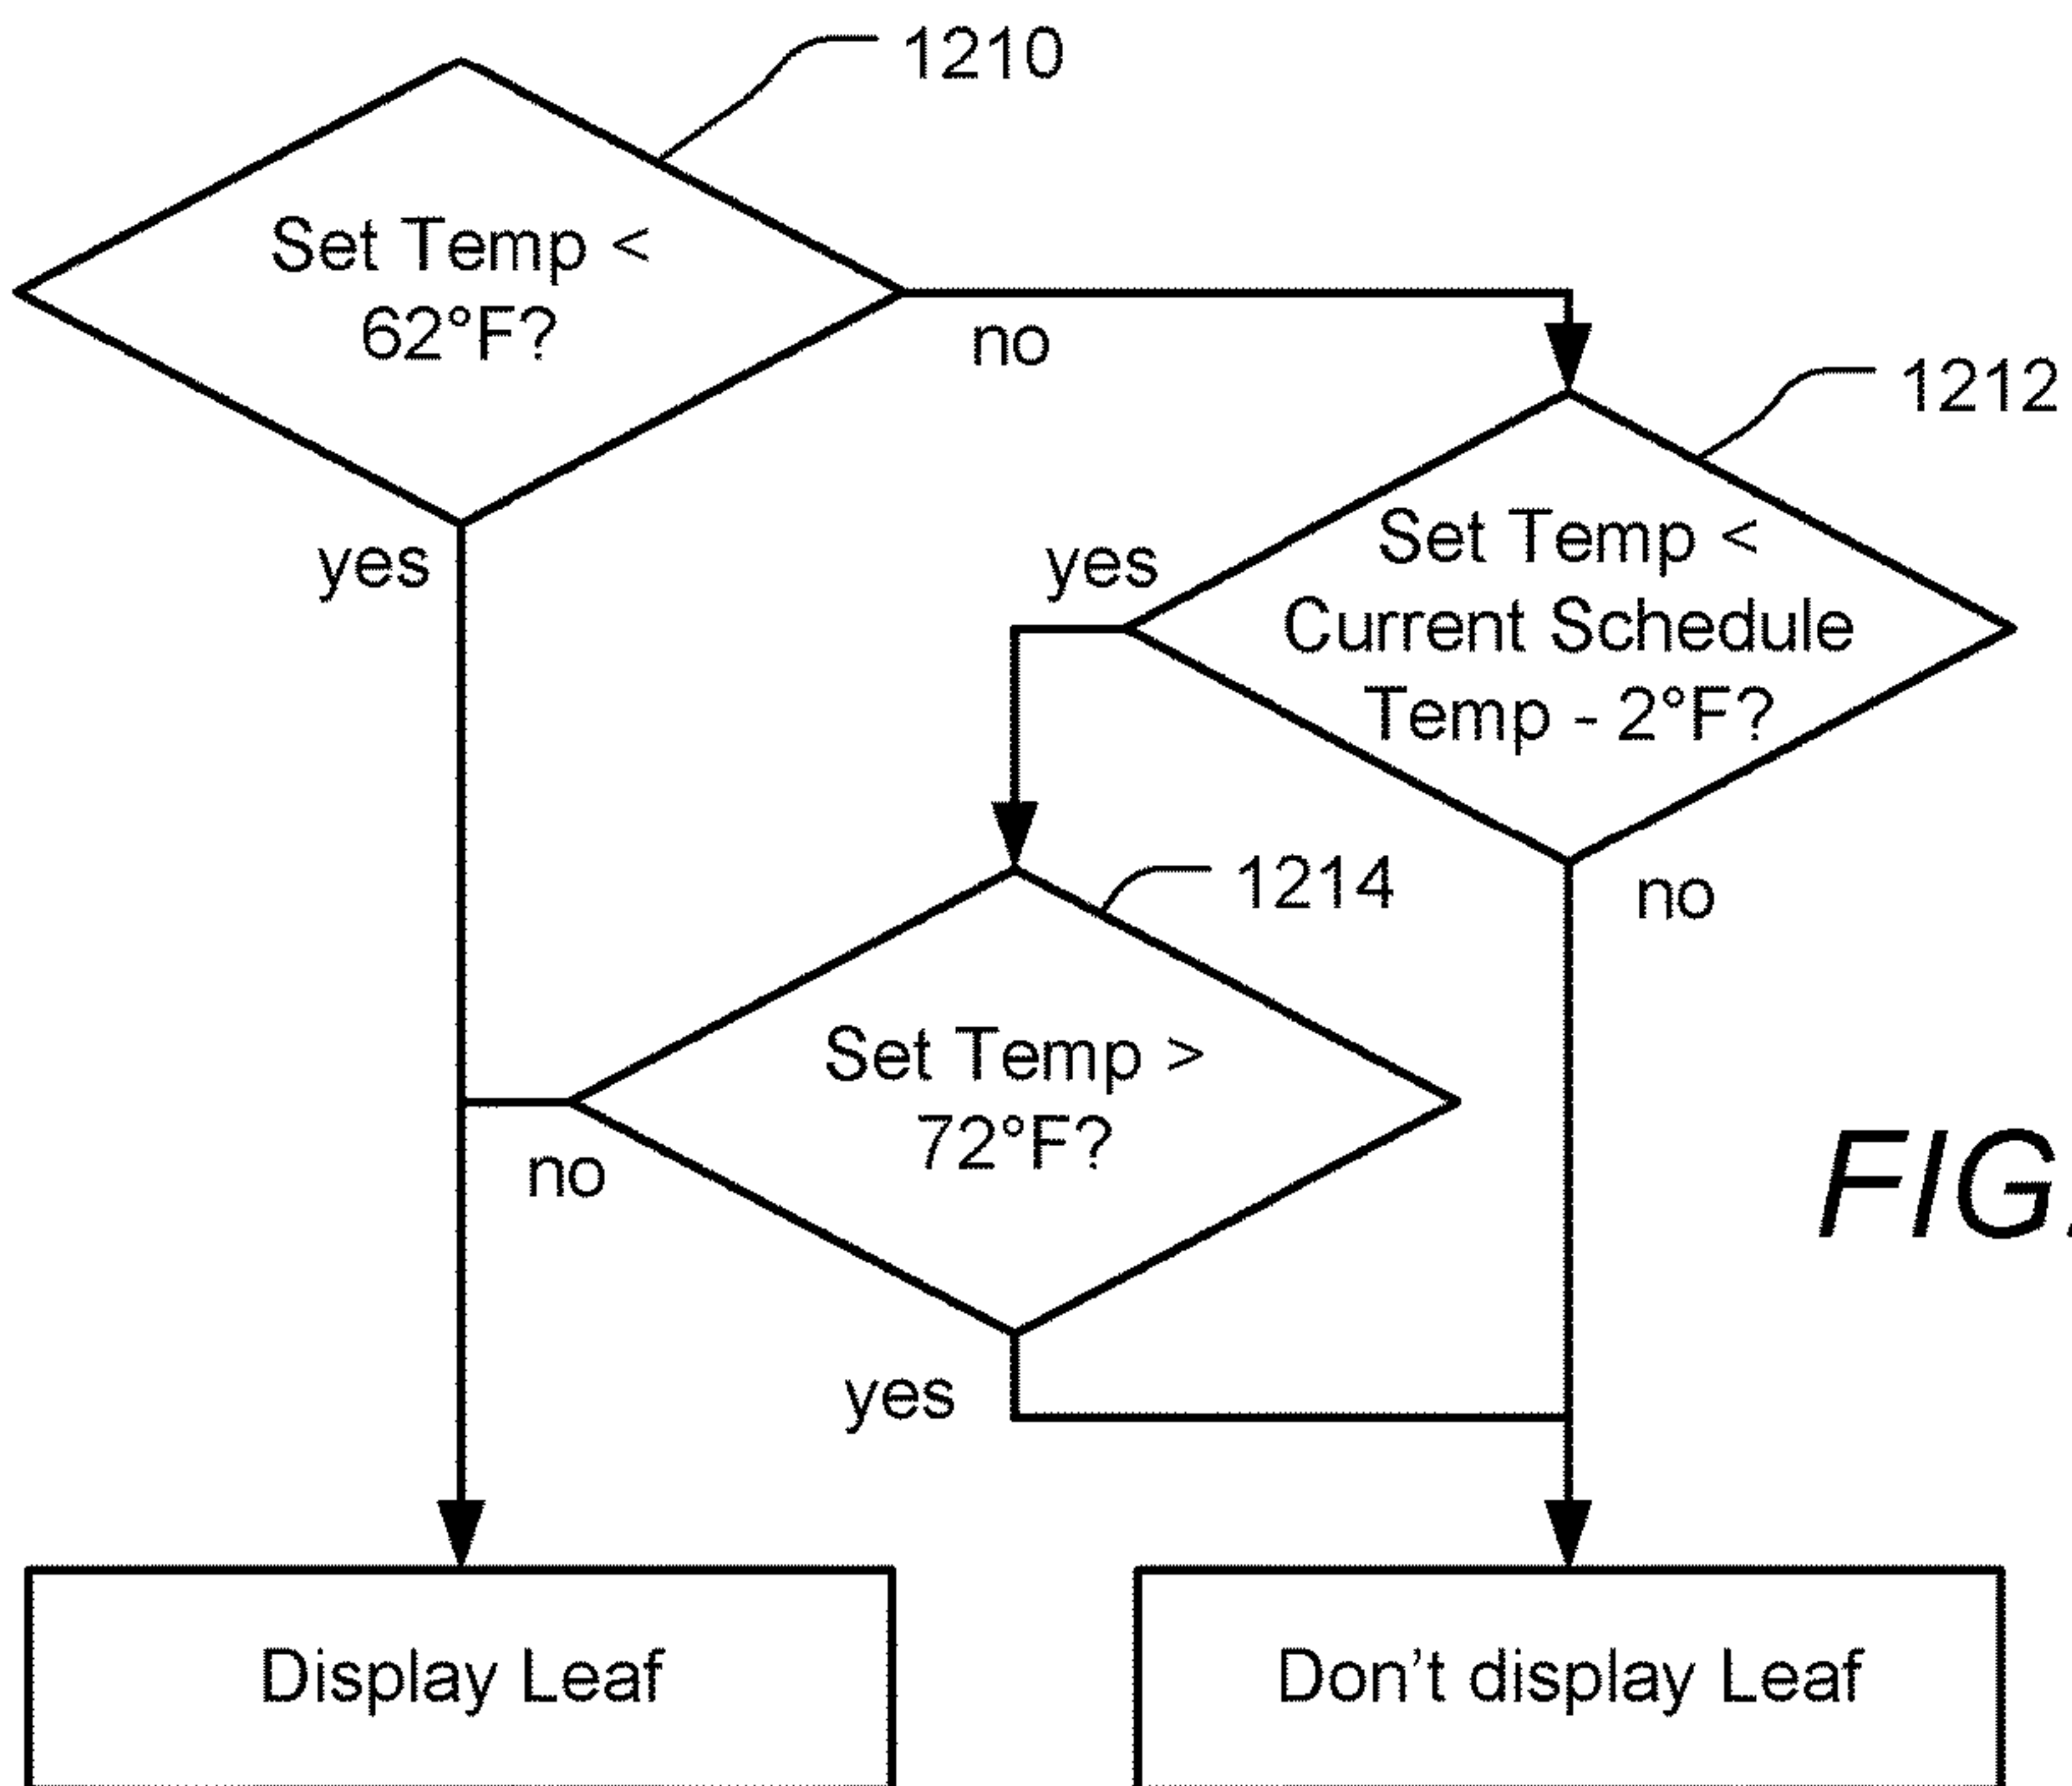 1210
Set Temp <
62°F?
no
1212
yes
Set Temp <
Current Schedule
Temp - 2°F?
yes
1214
no
Set Temp >
72°F?
FIG.
no
yes
Display Leaf
Don't display Leaf